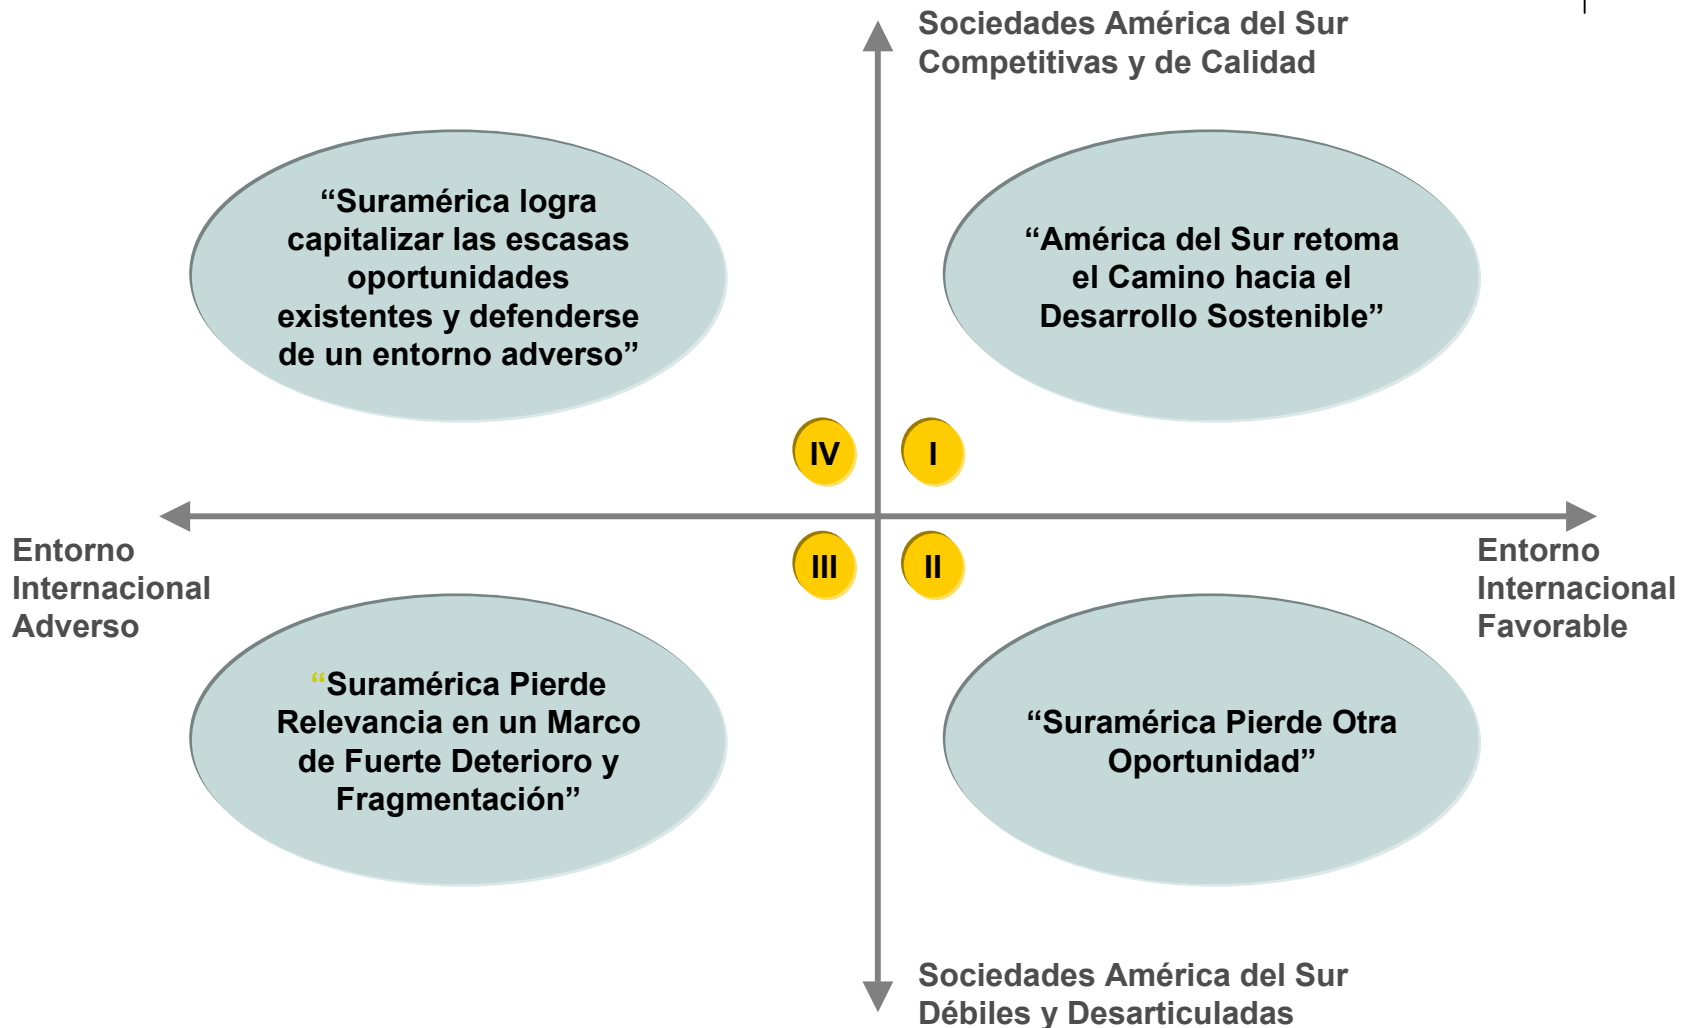 Sociedades América del Sur
Competitivas y de Calidad
“Suramérica logra
capitalizar las escasas
oportunidades
existentes y defenderse
de un entorno adverso”
“América del Sur retoma
el Camino hacia el
Desarrollo Sostenible”
IV
I
Entorno
Internacional
Adverso
III
II
Entorno
Internacional
Favorable
“Suramérica Pierde
Relevancia en un Marco
de Fuerte Deterioro y
Fragmentación”
“Suramérica Pierde Otra
Oportunidad”
Sociedades América del Sur
Débiles y Desarticuladas